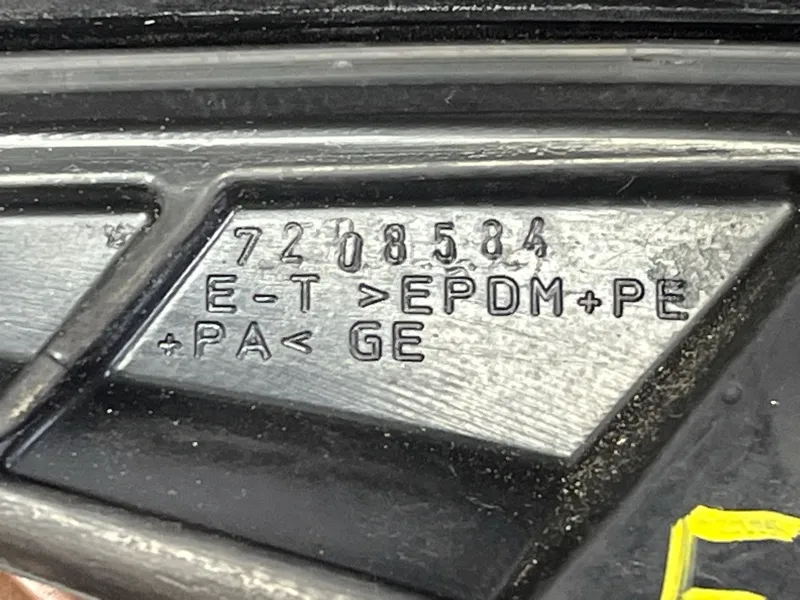 7208584
E-T >EPDM+PE
+PA< GE